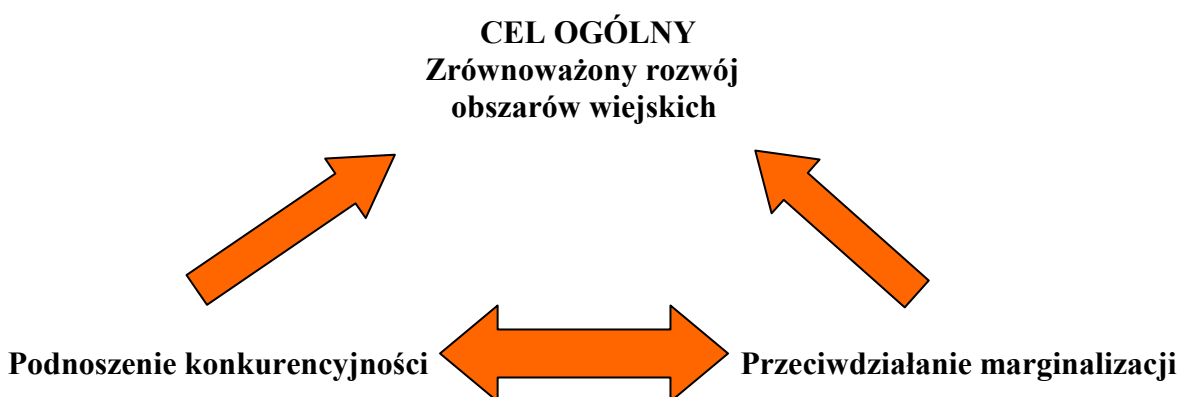 CEL OGÓLNY
Zrównoważony rozwój
obszarów wiejskich
Podnoszenie konkurencyjności
Przeciwdziałanie marginalizacji